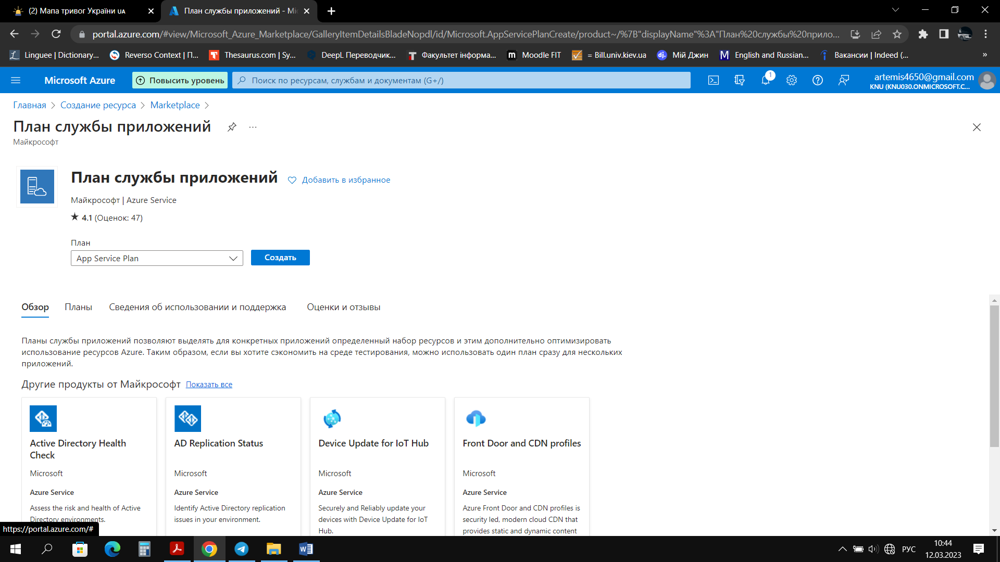 (2) Мапа тривог України UA
План службы приложений - Mi
portal.azure.com/#view/Microsoft_Azure_Marketplace/GalleryItemDetailsBladeNopdl/id/Microsoft.AppServicePlanCreate/product~/%7B"displayName"%3A"План%20службы%20прило...
Linguee | Dictionary...
Reverso Context | П...
Thesaurus.com | Sy...
DeepL Переводчик...
Факультет інформа...
Moodle FIT
= Bill.univ.kiev.ua
Мій Джин
English and Russian...
Вакансии | Indeed (...
»
Microsoft Azure
Повысить уровень
Поиск по ресурсам, службам и документам (G+/)
1
artemis4650@gmail.com
KNU (KNU030.ONMICROSOFT.C...
Главная > Создание ресурса > Marketplace >
План службы приложений
...
Майкрософт
План службы приложений
Добавить в избранное
Майкрософт | Azure Service
★ 4.1 (Оценок: 47)
План
App Service Plan
Создать
Обзор
Планы
Сведения об использовании и поддержка
Оценки и отзывы
Планы службы приложений позволяют выделять для конкретных приложений определенный набор ресурсов и этим дополнительно оптимизировать
использование ресурсов Azure. Таким образом, если вы хотите сэкономить на среде тестирования, можно использовать один план сразу для нескольких
приложений.
Другие продукты от Майкрософт
Показать все
Active Directory Health
Check
Microsoft
Azure Service
Assess the risk and health of Active
Directory environments.
AD Replication Status
Microsoft
Azure Service
Identify Active Directory replication
issues in your environment.
Device Update for IoT Hub
Microsoft
Azure Service
Securely and Reliably update your
devices with Device Update for IoT
Hub.
Front Door and CDN profiles
Microsoft
Azure Service
Azure Front Door and CDN profiles is
security led, modern cloud CDN that
provides static and dynamic content
https://portal.azure.com/#
РУС
10:44
12.03.2023